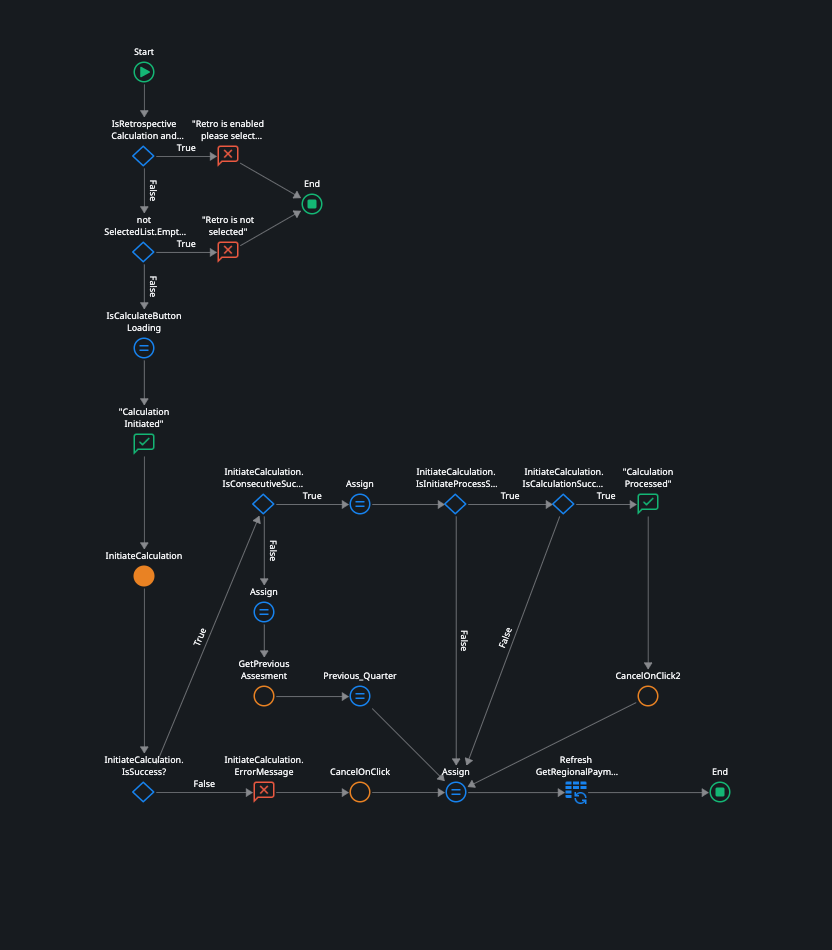 Start
IsRetrospective
Calculation and...
"Retro is enabled
please select...
True
End
False
not
SelectedList.Empt...
"Retro is not
selected"
True
False
IsCalculateButton
Loading
"Calculation
Initiated"
InitiateCalculation.
IsConsecutiveSuc...
Assign
InitiateCalculation.
IsInitiateProcessS...
InitiateCalculation.
IsCalculationSucc...
"Calculation
Processed"
True
True
True
InitiateCalculation
False
Assign
True
False
False
GetPrevious
Assesment
Previous_Quarter
CancelOnClick2
InitiateCalculation.
IsSuccess?
False
InitiateCalculation.
ErrorMessage
CancelOnClick
Assign
Refresh
GetRegionalPaym...
End